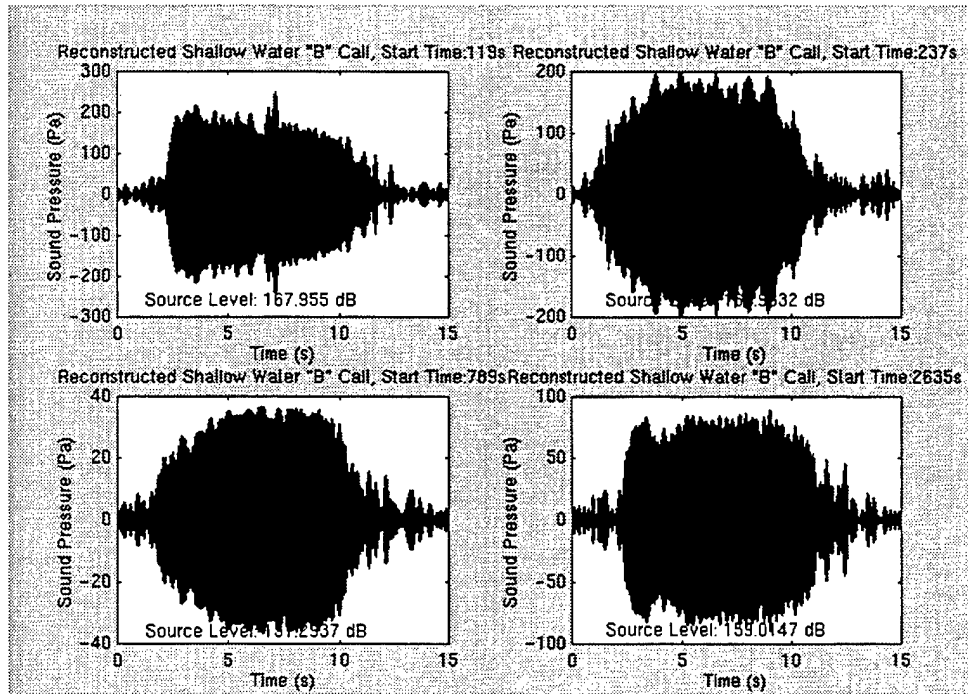 Reconstructed Shallow Water "B" Call, Start Time:119s
300
200
100
0
-100
-200
-300
Sound Pressure (Pa)
Source Level: 167.955 dB
0 5 10 15
Time (s)
Reconstructed Shallow Water "B" Call, Start Time:237s
200
100
0
-100
-200
Sound Pressure (Pa)
dB
0 5 10 15
Time (s)
Reconstructed Shallow Water "B" Call, Start Time:789s
40
20
0
-20
-40
Sound Pressure (Pa)
Source Level: dB
0 5 10 15
Time (s)
Reconstructed Shallow Water "B" Call, Start Time:2635s
100
50
0
-50
-100
Sound Pressure (Pa)
Source Level: 159.0147 dB
0 5 10 15
Time (s)